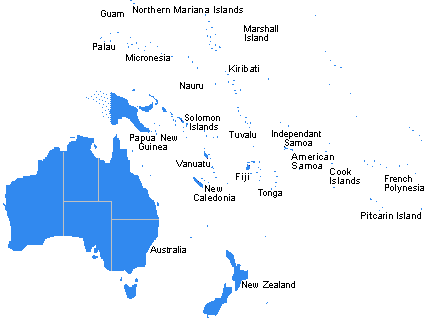 Northern Mariana Islands
Guam
Marshall
Island
Palau
Micronesia
Kiribati
Nauru
Solomon
Islands
Papua New
Guinea
Tuvalu
Independant
Samoa
American
Samoa
Vanuatu
Fiji
Cook
Islands
French
Polynesia
New
Caledonia
Tonga
Pitcarin Island
Australia
New Zealand